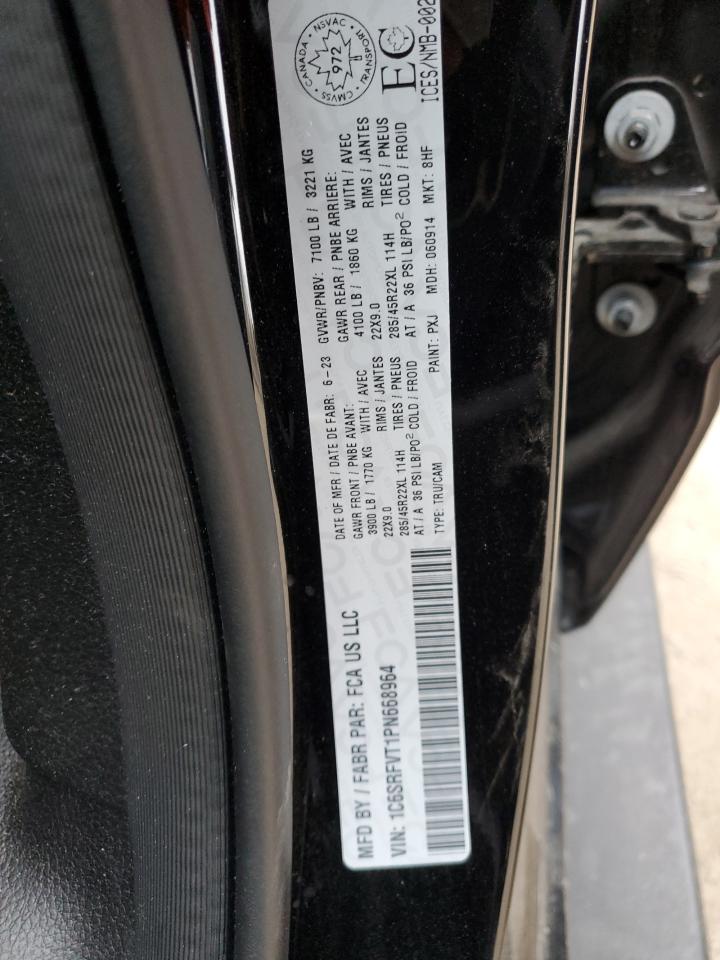 MFD BY / FABR PAR: FCA US LLC
VIN: 1C6SRFVT1PN668964
DATE OF MFR / DATE DE FABR: 6-23
GVWR/PNBV: 7100 LB / 3221 KG
GAWR FRONT / PNBE AVANT:
3900 LB / 1770 KG WITH / AVEC
22X9.0 RIMS / JANTES
285/45R22XL 114H TIRES / PNEUS
AT / A 36 PSI LB/PO² COLD / FROID
GAWR REAR / PNBE ARRIERE:
4100 LB / 1860 KG WITH / AVEC
22X9.0 RIMS / JANTES
285/45R22XL 114H TIRES / PNEUS
AT / A 36 PSI LB/PO² COLD / FROID
TYPE: TRU/CAM PAINT: PXJ MDH: 060914 MKT: 8HF
CANADA NSVAC
972
CMVSS TRANSPORT
EC
ICES/NMB-002